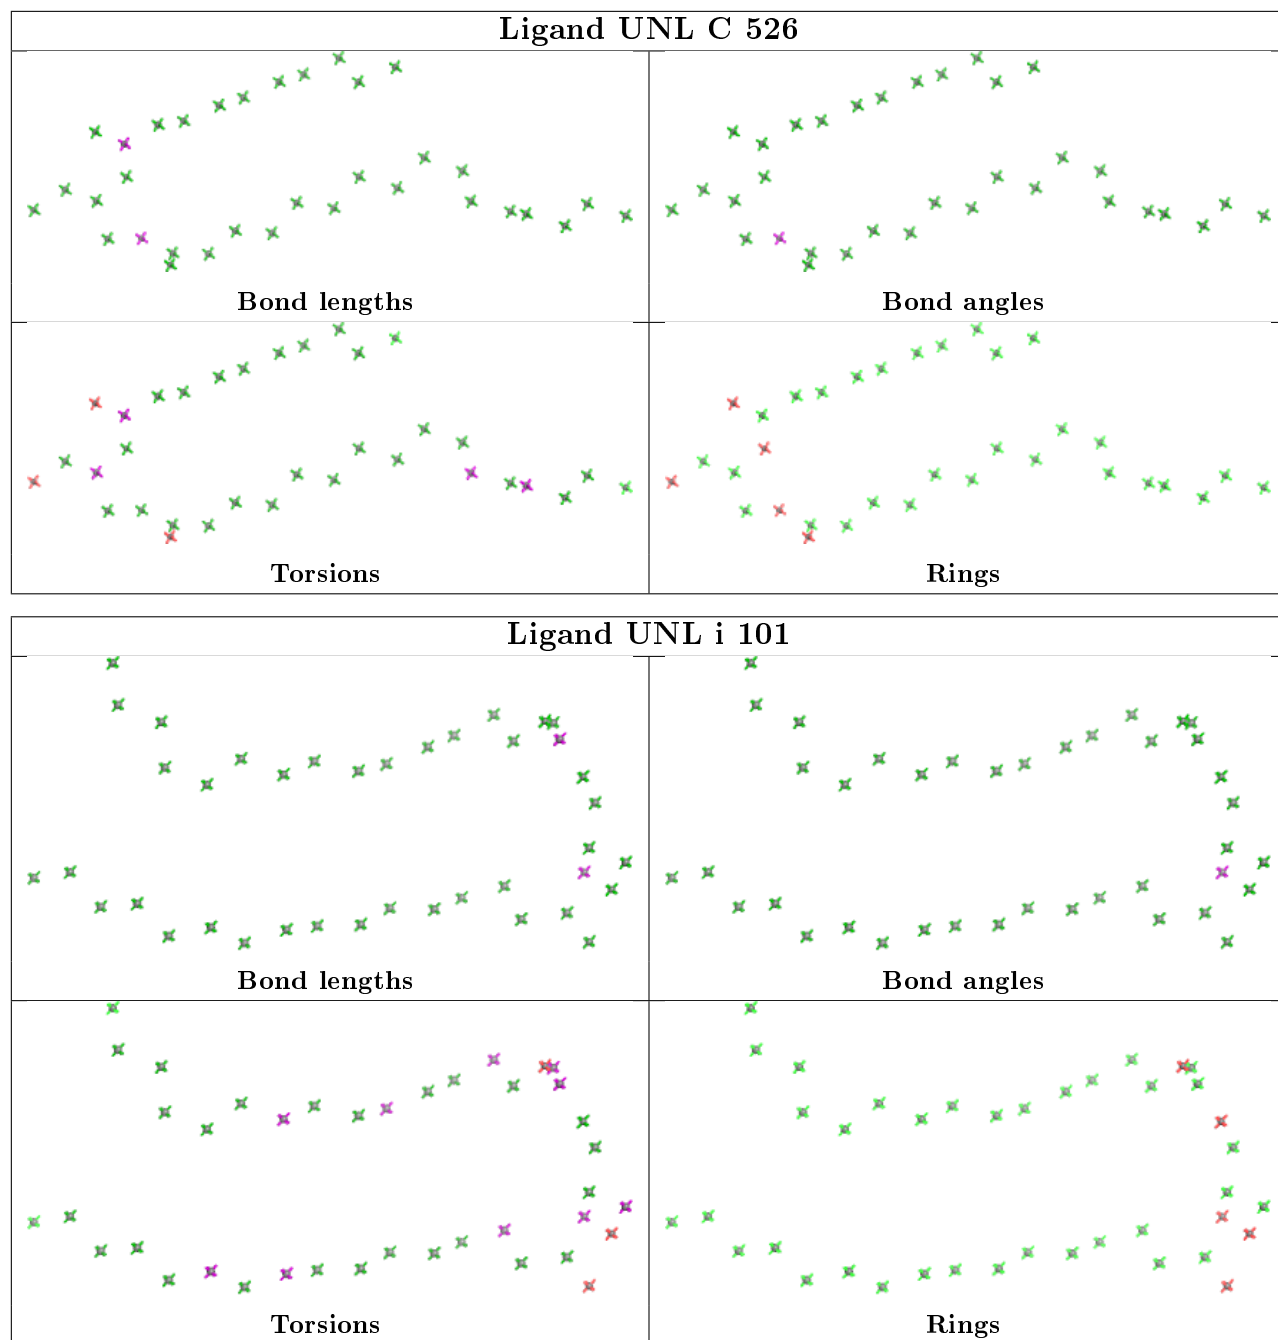 Ligand UNL C 526
Bond lengths
Bond angles
Torsions
Rings
Ligand UNL i 101
Bond lengths
Bond angles
Torsions
Rings